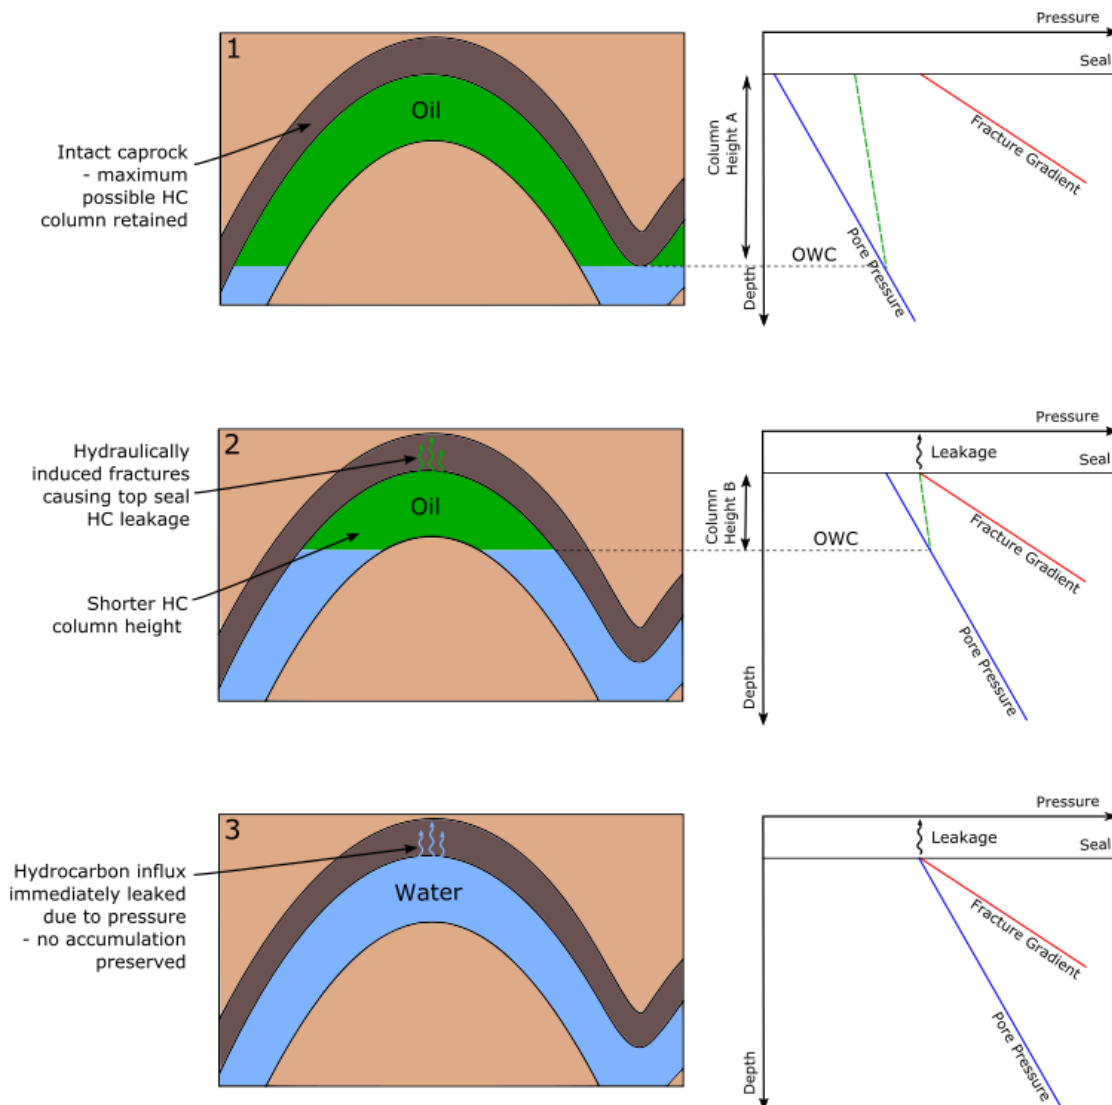 1
Oil
Intact caprock
- maximum
possible HC
column retained
Pressure
Seal
Column
Height A
Fracture Gradient
OWC
Pore Pressure
Depth
2
Oil
Hydraulically
induced fractures
causing top seal
HC leakage
Shorter HC
column height
Pressure
Leakage
Seal
Column
Height B
OWC
Fracture Gradient
Pore Pressure
Depth
3
Water
Hydrocarbon influx
immediately leaked
due to pressure
- no accumulation
preserved
Pressure
Leakage
Seal
Fracture Gradient
Pore Pressure
Depth